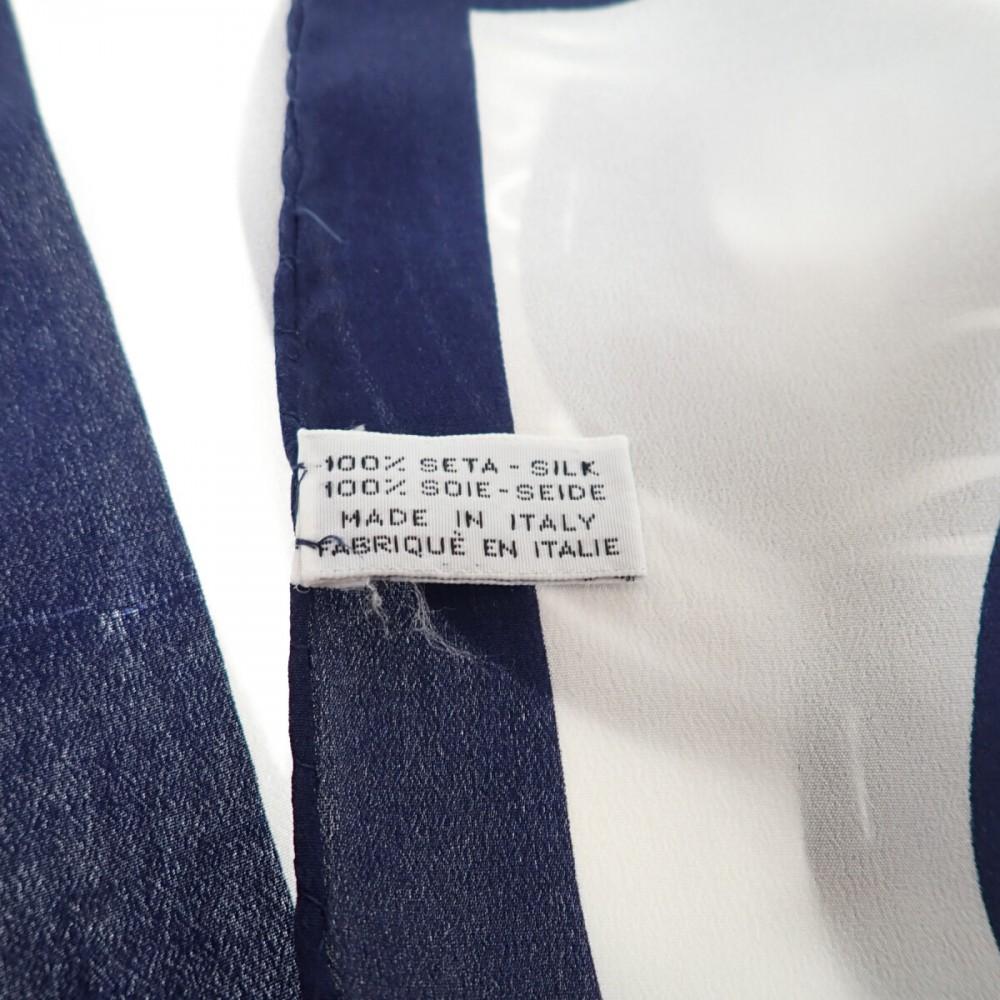 100% SETA - SILK
100% SOIE - SEIDE
MADE IN ITALY
FABRIQUÈ EN ITALIE